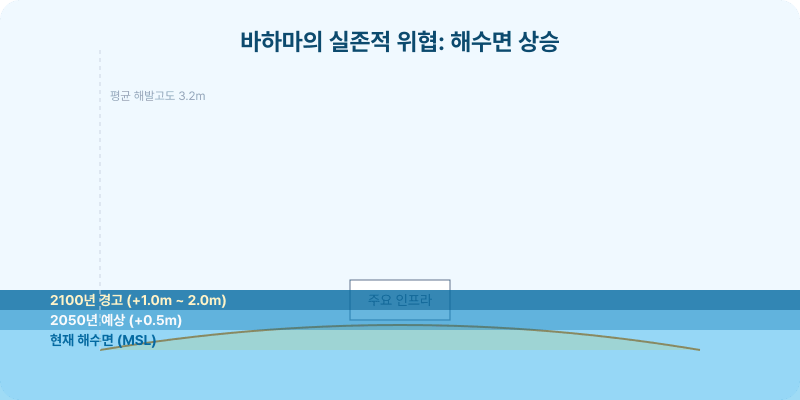 바하마의 실존적 위협: 해수면 상승
평균 해발고도 3.2m
2100년 경고 (+1.0m ~ 2.0m)
주요 인프라
2050년 예상 (+0.5m)
현재 해수면 (MSL)